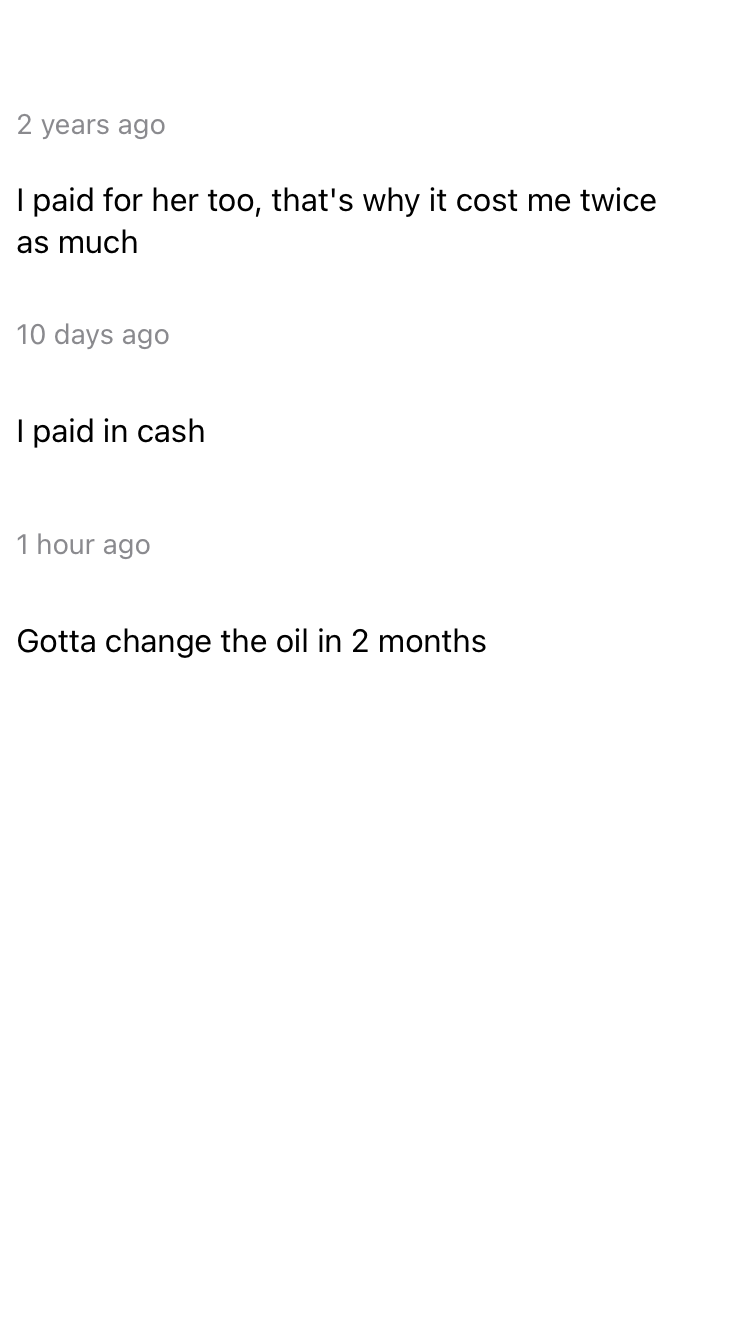 2 years ago
I paid for her too, that's why it cost me twice
as much
10 days ago
I paid in cash
1 hour ago
Gotta change the oil in 2 months